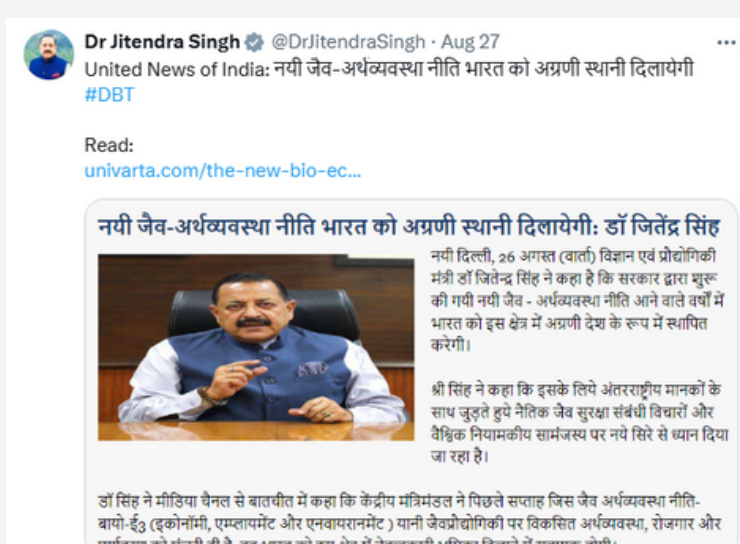 Dr Jitendra Singh @DrJitendraSingh · Aug 27 ...
United News of India: नयी जैव-अर्थव्यवस्था नीति भारत को अग्रणी स्थानी दिलायेगी
#DBT
Read:
univarta.com/the-new-bio-ec...
नयी जैव-अर्थव्यवस्था नीति भारत को अग्रणी स्थानी दिलायेगी: डॉ जितेंद्र सिंह
नयी दिल्ली, 26 अगस्त (वार्ता) विज्ञान एवं प्रौद्योगिकी
मंत्री डॉ जितेन्द्र सिंह ने कहा है कि सरकार द्वारा शुरू
की गयी नयी जैव - अर्थव्यवस्था नीति आने वाले वर्षों में
भारत को इस क्षेत्र में अग्रणी देश के रूप में स्थापित
करेगी।
श्री सिंह ने कहा कि इसके लिये अंतरराष्ट्रीय मानकों के
साथ जुड़ते हुये नैतिक जैव सुरक्षा संबंधी विचारों और
वैश्विक नियामकीय सामंजस्य पर नये सिरे से ध्यान दिया
जा रहा है।
डॉ सिंह ने मीडिया चैनल से बातचीत में कहा कि केंद्रीय मंत्रिमंडल ने पिछले सप्ताह जिस जैव अर्थव्यवस्था नीति-
बायो-ई3 (इकोनॉमी, एम्प्लायमेंट और एनवायरानमेंट ) यानी जैवप्रौद्योगिकी पर विकसित अर्थव्यवस्था, रोजगार और